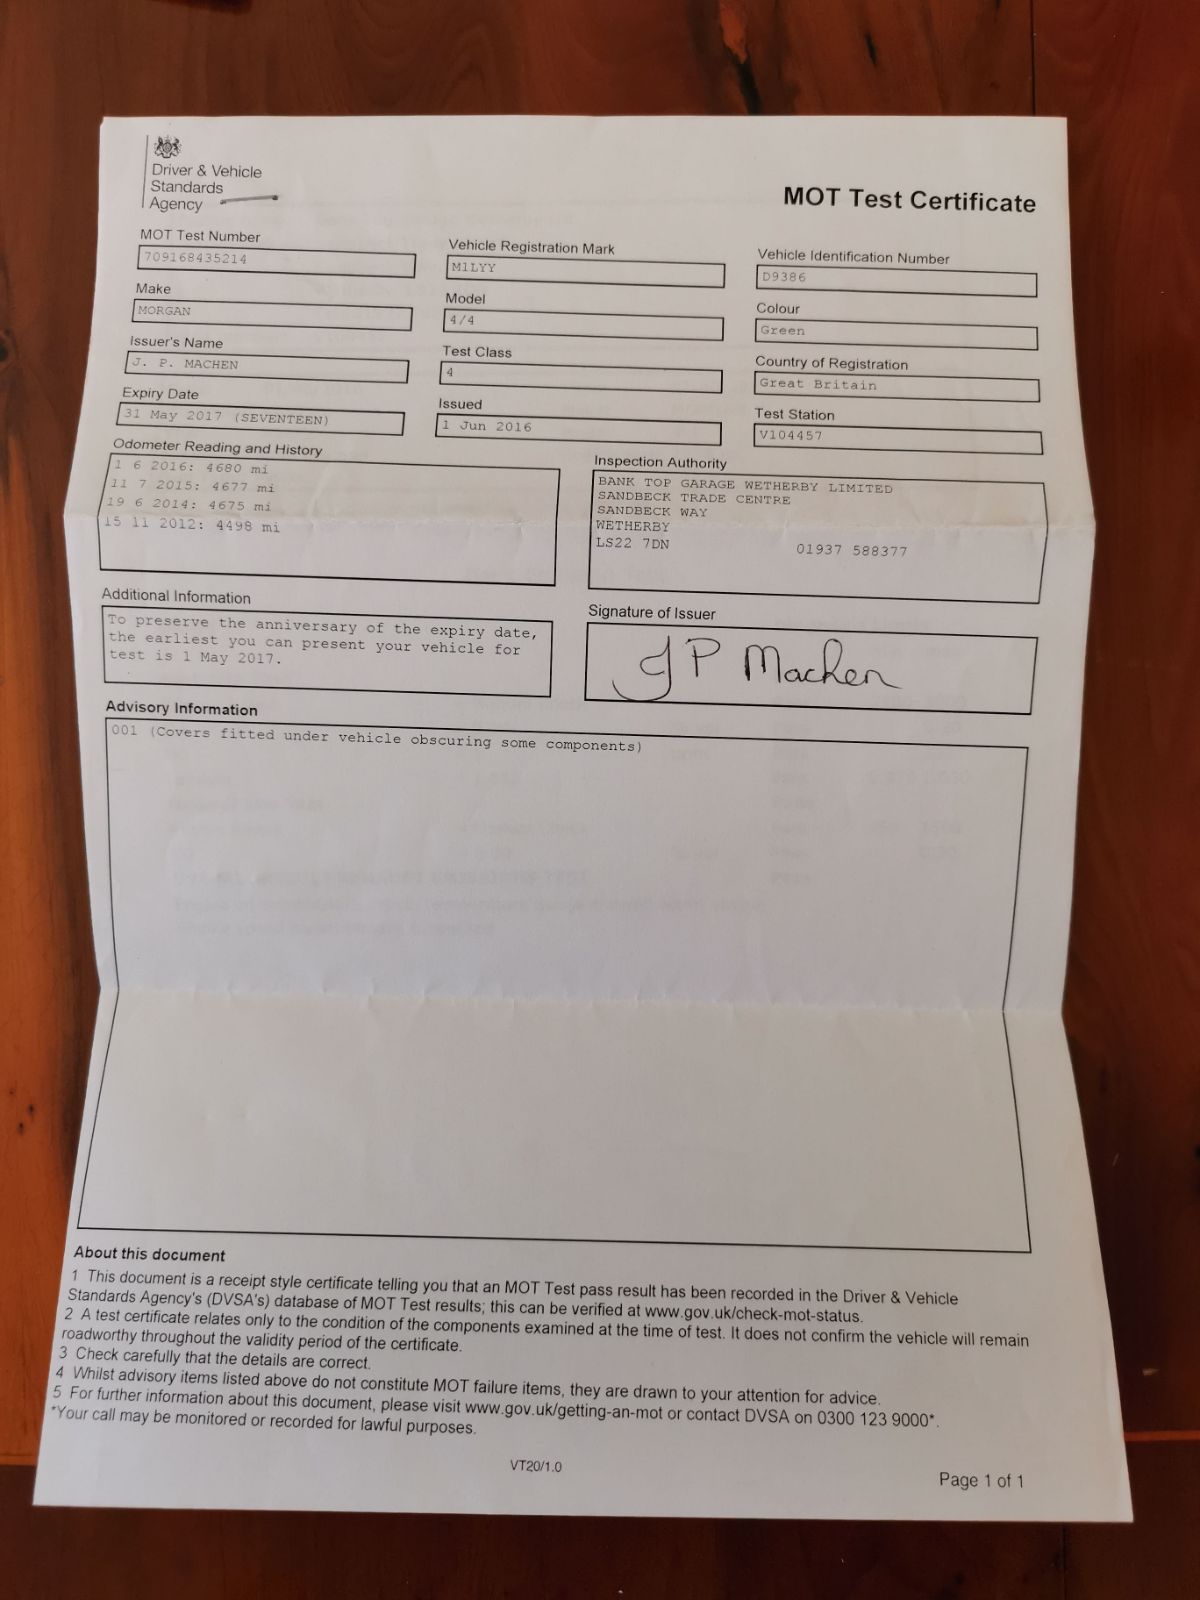 Driver & Vehicle
Standards
Agency
MOT Test Certificate
MOT Test Number
709168435214
Vehicle Registration Mark
M1LYY
Vehicle Identification Number
D9386
Make
MORGAN
Model
4/4
Colour
Green
Issuer's Name
J. P. MACHEN
Test Class
4
Country of Registration
Great Britain
Expiry Date
31 May 2017 (SEVENTEEN)
Issued
1 Jun 2016
Test Station
V104457
Odometer Reading and History
1 6 2016: 4680 mi
11 7 2015: 4677 mi
19 6 2014: 4675 mi
15 11 2012: 4498 mi
Inspection Authority
BANK TOP GARAGE WETHERBY LIMITED
SANDBECK TRADE CENTRE
SANDBECK WAY
WETHERBY
LS22 7DN 01937 588377
Additional Information
To preserve the anniversary of the expiry date,
the earliest you can present your vehicle for
test is 1 May 2017.
Signature of Issuer
J P Machen
Advisory Information
001 (Covers fitted under vehicle obscuring some components)
About this document
1 This document is a receipt style certificate telling you that an MOT Test pass result has been recorded in the Driver & Vehicle
Standards Agency's (DVSA's) database of MOT Test results; this can be verified at www.gov.uk/check-mot-status.
2 A test certificate relates only to the condition of the components examined at the time of test. It does not confirm the vehicle will remain
roadworthy throughout the validity period of the certificate.
3 Check carefully that the details are correct.
4 Whilst advisory items listed above do not constitute MOT failure items, they are drawn to your attention for advice.
5 For further information about this document, please visit www.gov.uk/getting-an-mot or contact DVSA on 0300 123 9000*.
*Your call may be monitored or recorded for lawful purposes.
VT20/1.0
Page 1 of 1